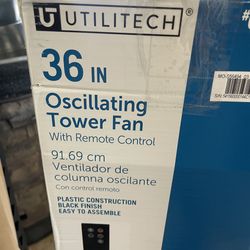 UTILITECH
36 IN
Oscillating
Tower Fan
With Remote Control
91.69 cm
Ventilador de
columna oscilante
Con control remoto
PLASTIC CONSTRUCTION
BLACK FINISH
EASY TO ASSEMBLE